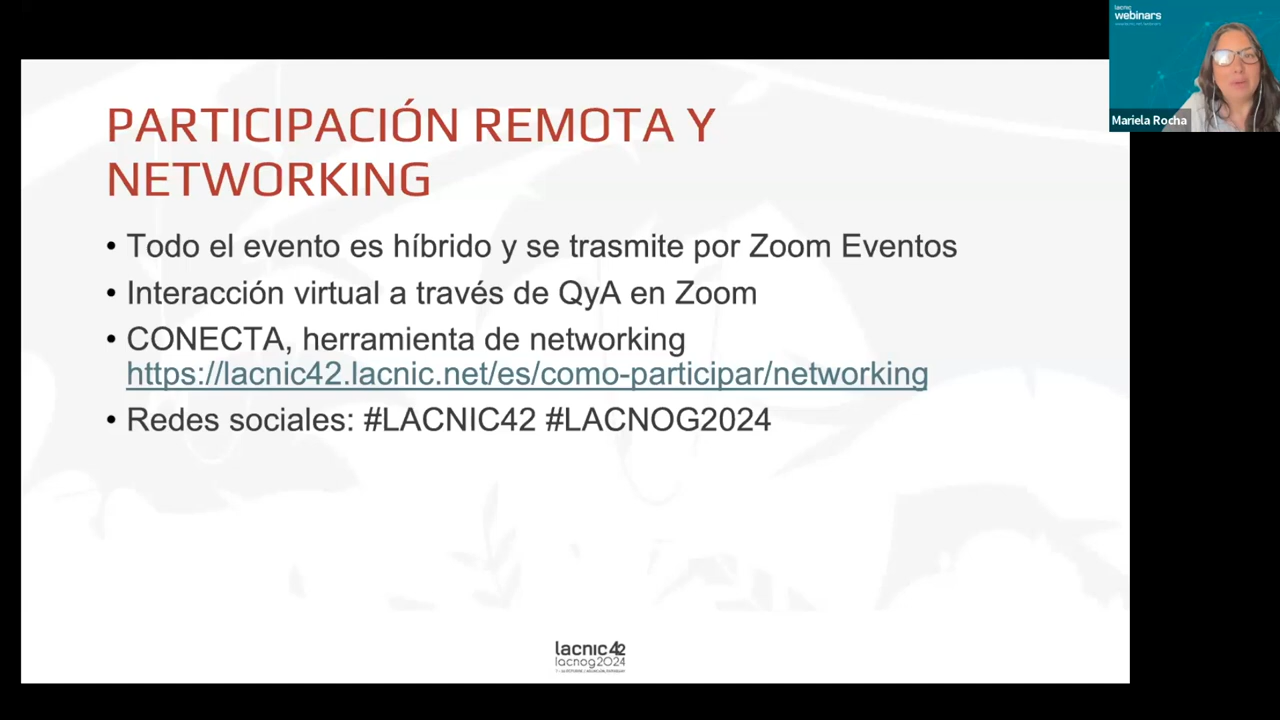 lacnic
webinars
Mariela Rocha
PARTICIPACIÓN REMOTA Y
NETWORKING
• Todo el evento es híbrido y se trasmite por Zoom Eventos
• Interacción virtual a través de QyA en Zoom
• CONECTA, herramienta de networking
https://lacnic42.lacnic.net/es/como-participar/networking
• Redes sociales: #LACNIC42 #LACNOG2024
lacnic42
lacnog2024